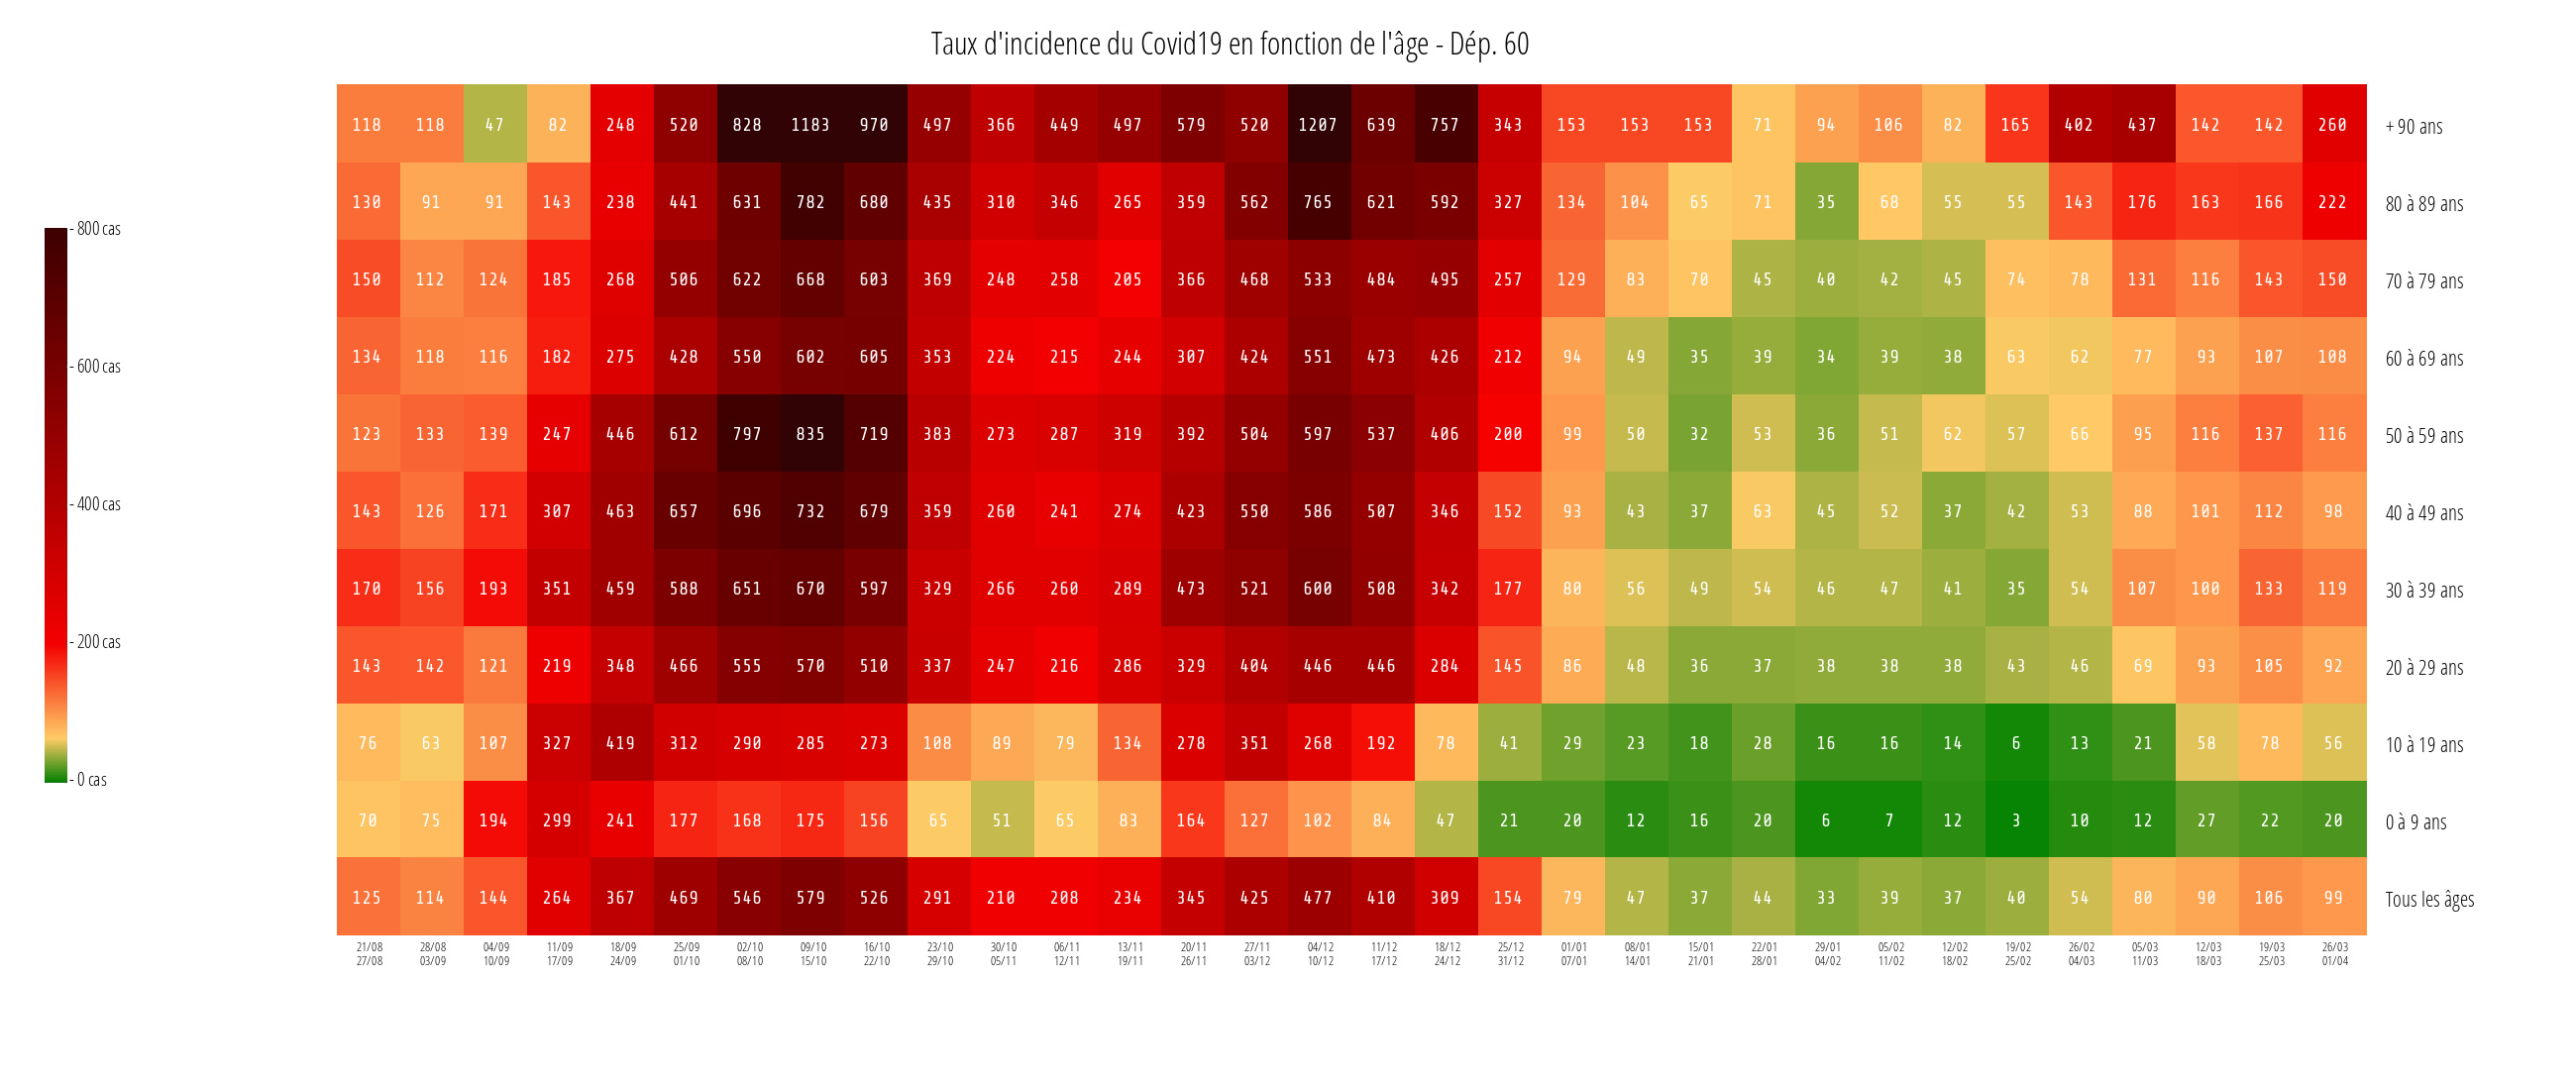 Taux d'incidence du Covid19 en fonction de l'âge - Dép. 60
- 800 cas
- 600 cas
- 400 cas
- 200 cas
- 0 cas
118 118 47 82 248 520 828 1183 970 497 366 449 497 579 520 1207 639 757 343 153 153 153 71 94 106 82 165 402 437 142 142 260 + 90 ans
130 91 91 143 238 441 631 782 680 435 310 346 265 359 562 765 621 592 327 134 104 65 71 35 68 55 55 143 176 163 166 222 80 à 89 ans
150 112 124 185 268 506 622 668 603 369 248 258 205 366 468 533 484 495 257 129 83 70 45 40 42 45 74 78 131 116 143 150 70 à 79 ans
134 118 116 182 275 428 550 602 605 353 224 215 244 307 424 551 473 426 212 94 49 35 39 34 39 38 63 62 77 93 107 108 60 à 69 ans
123 133 139 247 446 612 797 835 719 383 273 287 319 392 504 597 537 406 200 99 50 32 53 36 51 62 57 66 95 116 137 116 50 à 59 ans
143 126 171 307 463 657 696 732 679 359 260 241 274 423 550 586 507 346 152 93 43 37 63 45 52 37 42 53 88 101 112 98 40 à 49 ans
170 156 193 351 459 588 651 670 597 329 266 260 289 473 521 600 508 342 177 80 56 49 54 46 47 41 35 54 107 100 133 119 30 à 39 ans
143 142 121 219 348 466 555 570 510 337 247 216 286 329 404 446 446 284 145 86 48 36 37 38 38 38 43 46 69 93 105 92 20 à 29 ans
76 63 107 327 419 312 290 285 273 108 89 79 134 278 351 268 192 78 41 29 23 18 28 16 16 14 6 13 21 58 78 56 10 à 19 ans
70 75 194 299 241 177 168 175 156 65 51 65 83 164 127 102 84 47 21 20 12 16 20 6 7 12 3 10 12 27 22 20 0 à 9 ans
125 114 144 264 367 469 546 579 526 291 210 208 234 345 425 477 410 309 154 79 47 37 44 33 39 37 40 54 80 90 106 99 Tous les âges
21/08 28/08 04/09 11/09 18/09 25/09 02/10 09/10 16/10 23/10 30/10 06/11 13/11 20/11 27/11 04/12 11/12 18/12 25/12 01/01 08/01 15/01 22/01 29/01 05/02 12/02 19/02 26/02 05/03 12/03 19/03 26/03
27/08 03/09 10/09 17/09 24/09 01/10 08/10 15/10 22/10 29/10 05/11 12/11 19/11 26/11 03/12 10/12 17/12 24/12 31/12 07/01 14/01 21/01 28/01 04/02 11/02 18/02 25/02 04/03 11/03 18/03 25/03 01/04